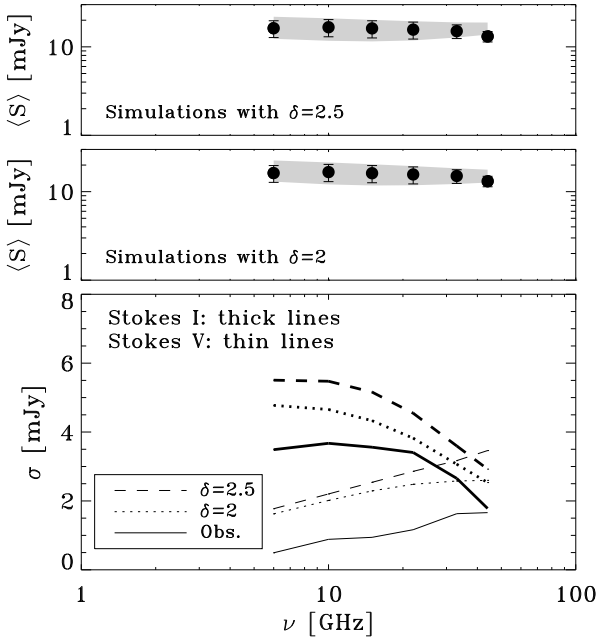 ⟨S⟩ [mJy]
10
1
Simulations with δ=2.5
⟨S⟩ [mJy]
10
1
Simulations with δ=2
σ [mJy]
8
6
4
2
0
Stokes I: thick lines
Stokes V: thin lines
δ=2.5
δ=2
Obs.
1
10
100
ν [GHz]